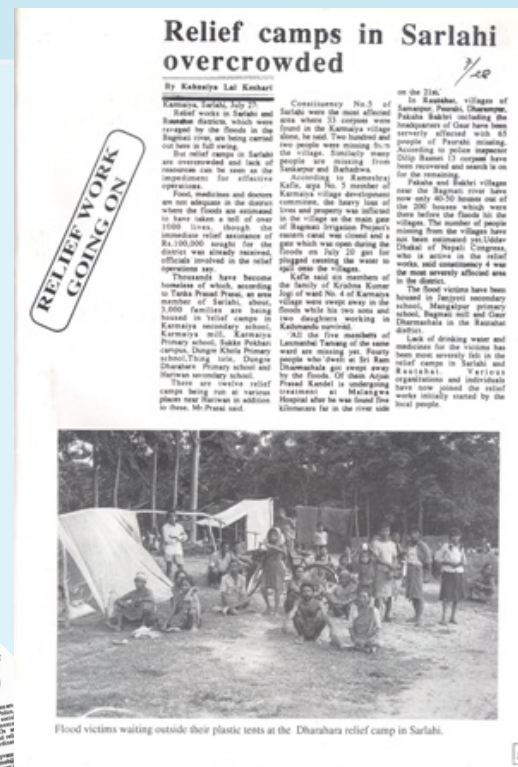 Relief camps in Sarlahi
overcrowded
By Kahnaiya Lal Keshari
RELIEF WORK
GOING ON
Karmaiya, Sarlahi, July 27:
Relief works in Sarlahi and
Rautahat districts, which were
ravaged by the floods in the
Bagmati river, are being carried
out here in full swing.
But relief camps in Sarlahi
are overcrowded and lack of
resources can be seen as the
impediment for effective
operations.
Food, medicines and doctors
are not adequate in the district
where the floods are estimated
to have taken a toll of over
1000 lives, though the
immediate relief assistance of
Rs.100,000 sought for the
district was already received,
officials involved in the relief
operations say.
Thousands have become
homeless of which, according
to Tanka Prasad Prasai, an area
member of Sarlahi, about,
3,000 families are being
housed in relief camps in
Karmaiya secondary school,
Karmaiya mill, Karmaiya
Primary school, Sukke Pokhari
campus, Dungre Khola Primary
school,Thing tole, Dungre
Dharahara Primary school and
Hariwan secondary school.
There are twelve relief
camps being run at various
places near Hariwan in addition
to these, Mr.Prasai said.
Constituency No.5 of
Sarlahi were the most affected
area where 33 corpses were
found in the Karmaiya village
alone, he said. Two hundred and
two people were missing from
the village. Similarly many
people are missing from
Sankarpur and Barhadwa.
According to Rameshraj
Kafle, area No. 5 member of
Karmaiya village development
committee, the heavy loss of
lives and property was inflicted
in the village as the main gate
of Bagmati Irrigation Project's
eastern canal was closed and a
gate which was open during the
floods on July 20 got
plugged causing the water to
spill onto the villages.
Kafle said six members of
the family of Krishna Kumar
Jogi of ward No. 4 of Karmaiya
village were swept away in the
floods while his two sons and
two daughters working in
Kathmandu survived.
All the five members of
Laxmanhai Tamang of the same
ward are missing yet. Fourty
people who dwelt at Sri Ram
Dharmashala got swept away
by the floods. Of them Arjun
Prasad Kandel is undergoing
treatment at Malangwa
Hospital after he was found five
kilometers far in the river side
on the 21st.
In Rautahat, villages of
Samanpur, Paurahi, Dharampur,
Pakaha Bakhri including the
headquarters of Gaur have been
serverely affected with 65
people of Paurahi missing.
According to police inspector
Dilip Basnet 13 corpses have
been recovered and search is on
for the remaining.
Pakaha and Bakhri villages
near the Bagmati river have
now only 40-50 houses out of
the 200 houses which were
there before the floods hit the
villages. The number of people
missing from the villages have
not been estimated yet,Uddav
Dhakal of Nepali Congress,
who is active in the relief
works, said constituency 4 was
the most severely affected area
in the district.
The flood victims have been
housed in Janjyoti secondary
school, Mangalpur primary
school, Bagmati mill and Gaur
Dharmashala in the Rautahat
district.
Lack of drinking water and
medicines for the victims has
been most severely felt in the
relief camps in Sarlahi and
Rautahat. Various
organisations and individuals
have now joined the relief
works initially started by the
local people.
Flood victims waiting outside their plastic tents at the Dharahara relief camp in Sarlahi.